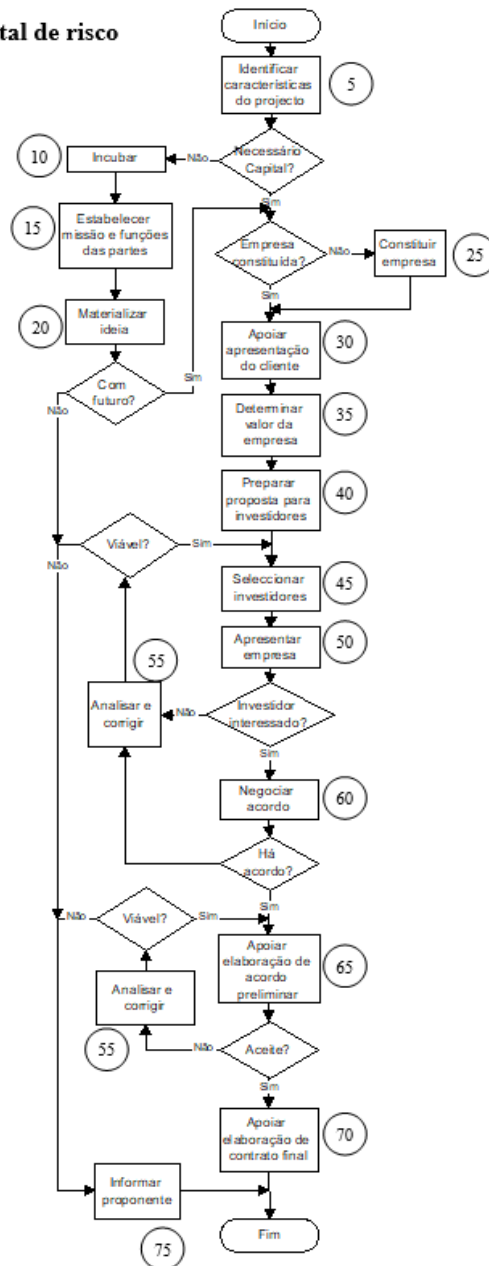 tal de risco
Início
Identificar
características
do projecto
5
Necessário
Capital?
Não
Sim
10
Incubar
15
Estabelecer
missão e funções
das partes
20
Materializar
ideia
Com
futuro?
Não
Sim
Empresa
constituída?
Não
Sim
Constituir
empresa
25
Apoiar
apresentação
do cliente
30
Determinar
valor da
empresa
35
Preparar
proposta para
investidores
40
Viável?
Sim
Não
Seleccionar
investidores
45
Apresentar
empresa
50
55
Analisar e
corrigir
Não
Investidor
interessado?
Sim
Negociar
acordo
60
Há
acordo?
Sim
Não
Viável?
Sim
Apoiar
elaboração de
acordo
preliminar
65
Analisar e
corrigir
55
Não
Aceite?
Sim
Apoiar
elaboração de
contrato final
70
Informar
proponente
75
Fim